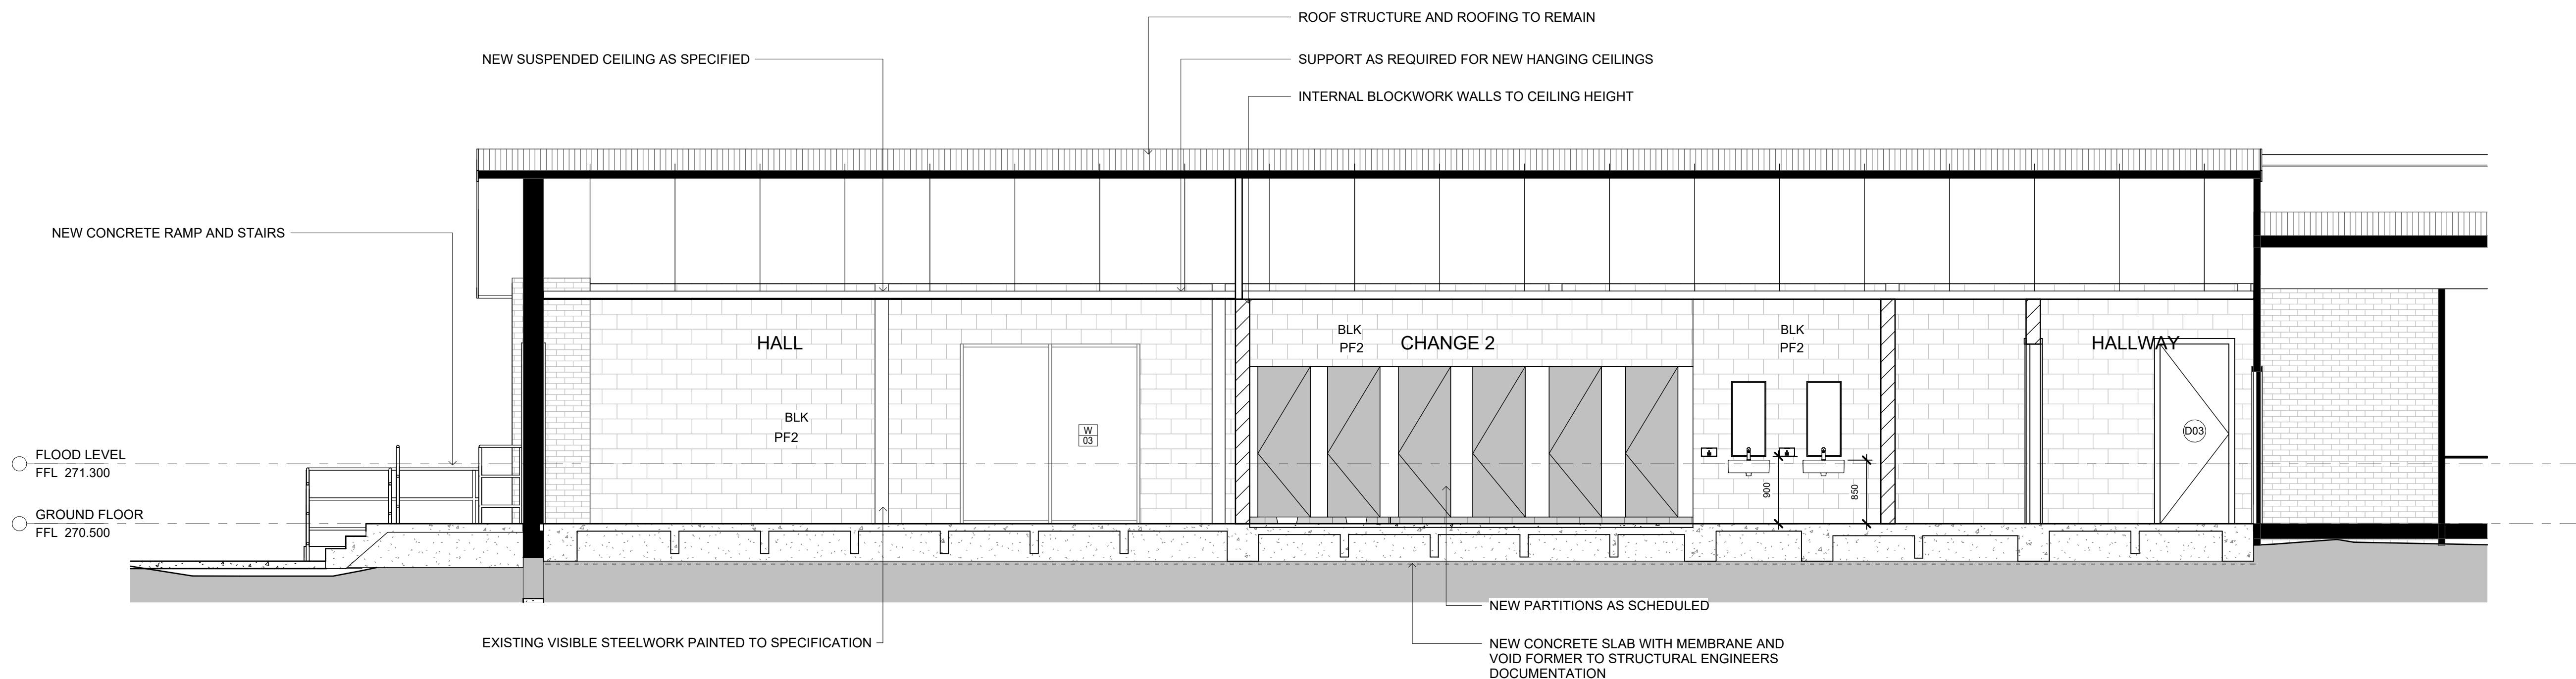 ROOF STRUCTURE AND ROOFING TO REMAIN
NEW SUSPENDED CEILING AS SPECIFIED
SUPPORT AS REQUIRED FOR NEW HANGING CEILINGS
INTERNAL BLOCKWORK WALLS TO CEILING HEIGHT
NEW CONCRETE RAMP AND STAIRS
HALL
BLK
PF2
CHANGE 2
BLK
PF2
HALLWAY
BLK
PF2
W
03
D03
FLOOD LEVEL
FFL 271.300
900
850
GROUND FLOOR
FFL 270.500
NEW PARTITIONS AS SCHEDULED
EXISTING VISIBLE STEELWORK PAINTED TO SPECIFICATION
NEW CONCRETE SLAB WITH MEMBRANE AND
VOID FORMER TO STRUCTURAL ENGINEERS
DOCUMENTATION